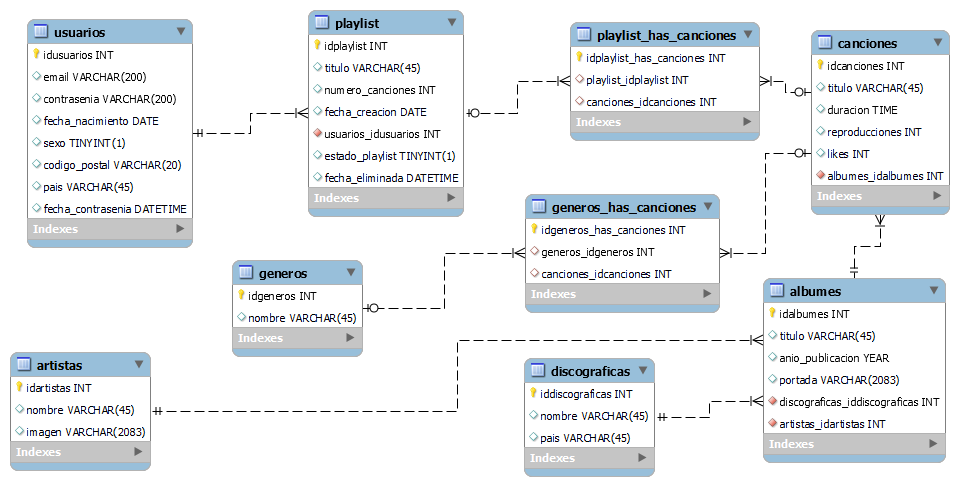 usuarios
idusuarios INT
email VARCHAR(200)
contrasenia VARCHAR(200)
fecha_nacimiento DATE
sexo TINYINT(1)
codigo_postal VARCHAR(20)
pais VARCHAR(45)
fecha_contrasenia DATETIME
Indexes
playlist
idplaylist INT
titulo VARCHAR(45)
numero_canciones INT
fecha_creacion DATE
usuarios_idusuarios INT
estado_playlist TINYINT(1)
fecha_eliminada DATETIME
Indexes
playlist_has_canciones
idplaylist_has_canciones INT
playlist_idplaylist INT
canciones_idcanciones INT
Indexes
canciones
idcanciones INT
titulo VARCHAR(45)
duracion TIME
reproducciones INT
likes INT
albumes_idalbumes INT
Indexes
generos_has_canciones
idgeneros_has_canciones INT
generos_idgeneros INT
canciones_idcanciones INT
Indexes
generos
idgeneros INT
nombre VARCHAR(45)
Indexes
albumes
idalbumes INT
titulo VARCHAR(45)
anio_publicacion YEAR
portada VARCHAR(2083)
discograficas_iddiscograficas INT
artistas_idartistas INT
Indexes
artistas
idartistas INT
nombre VARCHAR(45)
imagen VARCHAR(2083)
Indexes
discograficas
iddiscograficas INT
nombre VARCHAR(45)
pais VARCHAR(45)
Indexes